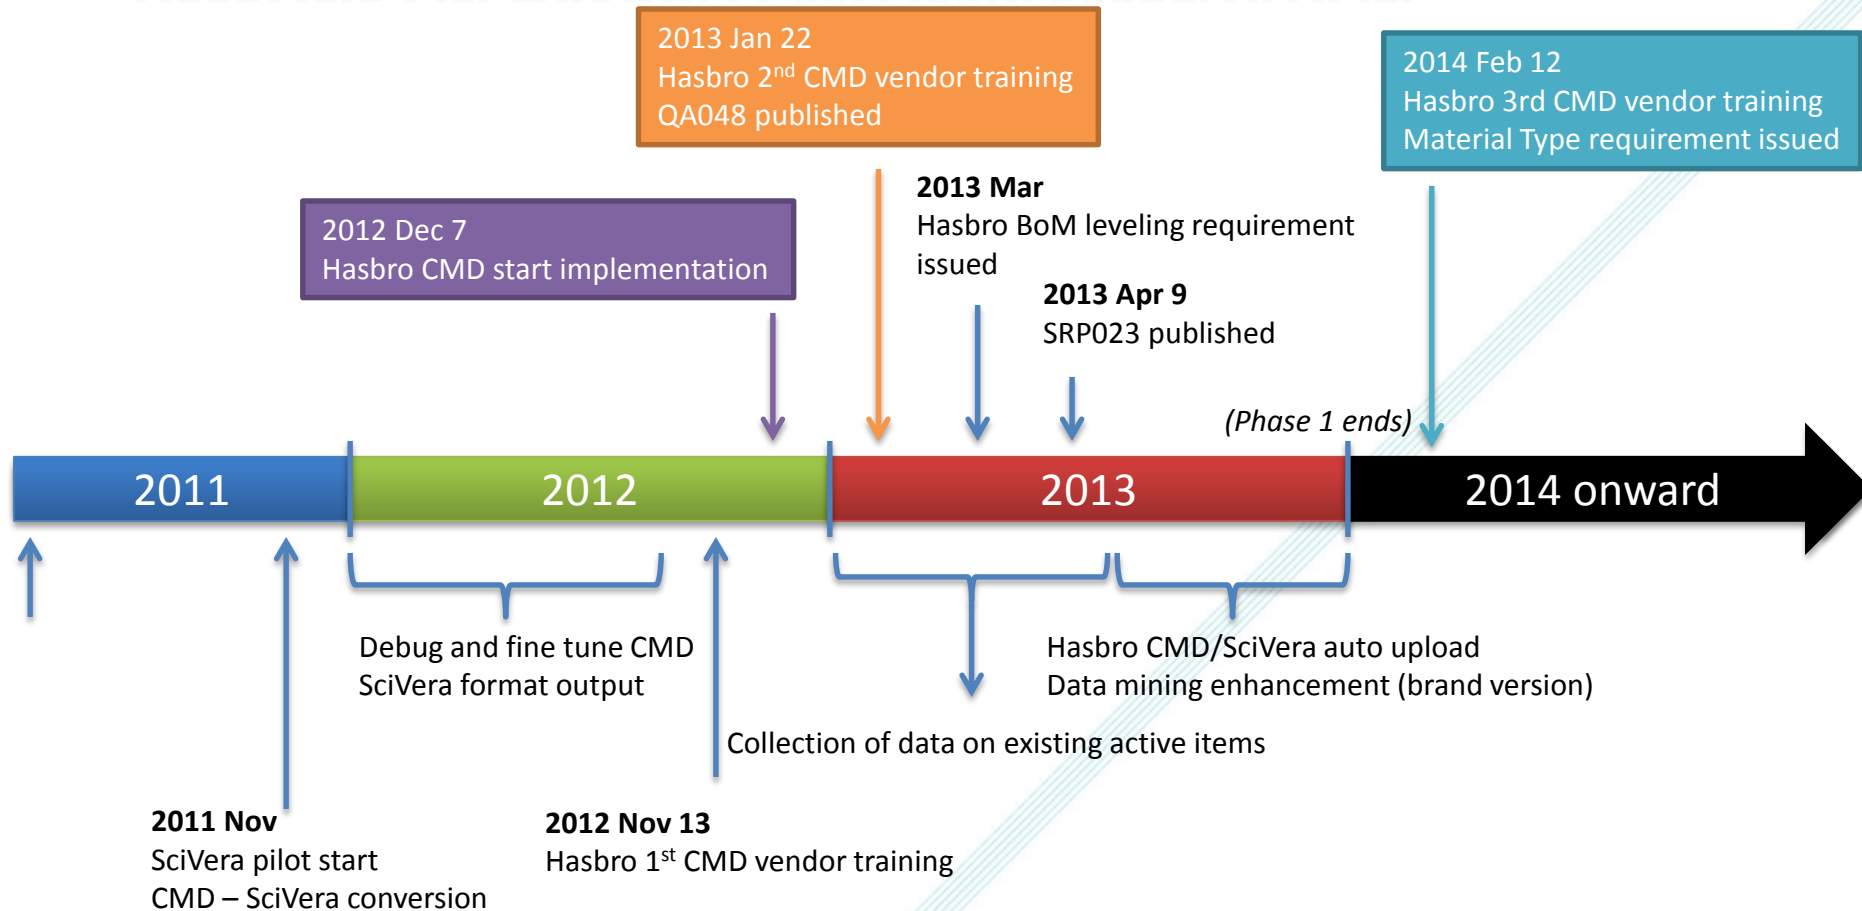 2013 Jan 22
Hasbro 2nd CMD vendor training
QA048 published
2014 Feb 12
Hasbro 3rd CMD vendor training
Material Type requirement issued
2013 Mar
Hasbro BoM leveling requirement
issued
2012 Dec 7
Hasbro CMD start implementation
2013 Apr 9
SRP023 published
(Phase 1 ends)
2011
2012
2013
2014 onward
Debug and fine tune CMD
SciVera format output
Hasbro CMD/SciVera auto upload
Data mining enhancement (brand version)
Collection of data on existing active items
2011 Nov
SciVera pilot start
CMD – SciVera conversion
2012 Nov 13
Hasbro 1st CMD vendor training